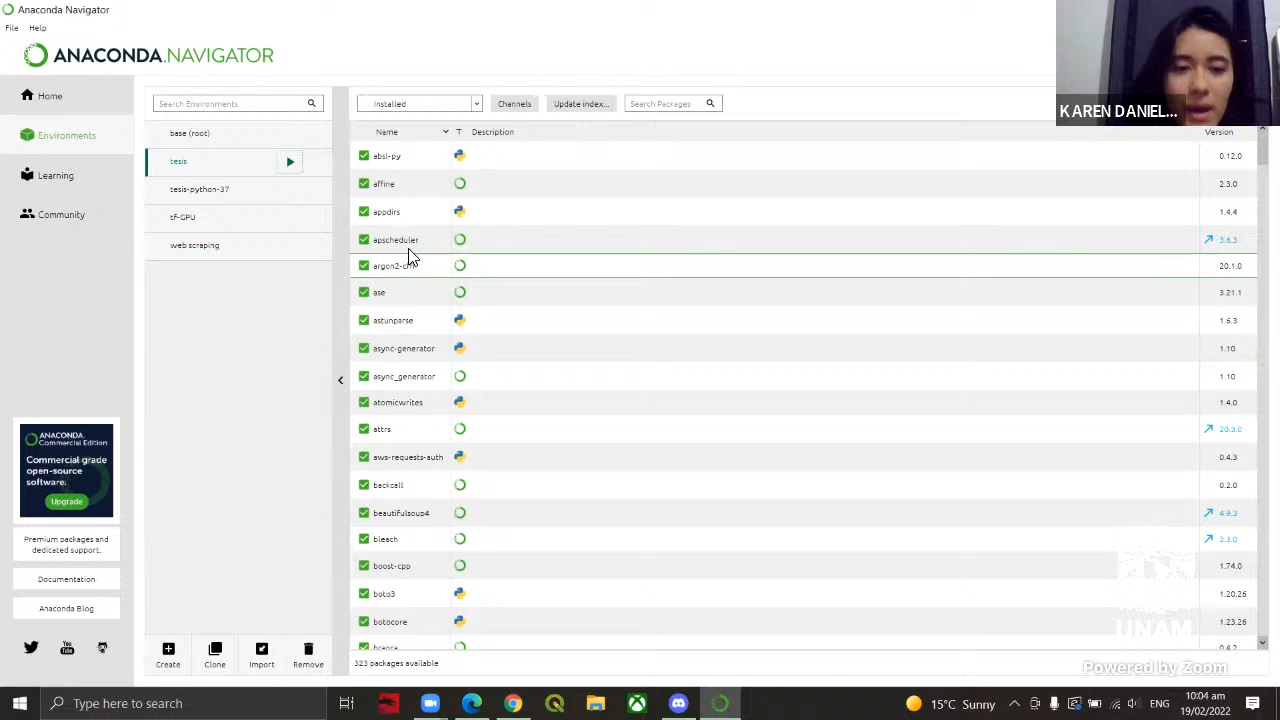 Anaconda Navigator
File Help
ANACONDA.NAVIGATOR
Home
Environments
Learning
Community
ANACONDA.
Commercial Edition
Commercial grade
open-source
software.
Upgrade
Premium packages and
dedicated support.
Documentation
Anaconda Blog
Search Environments
base (root)
tesis
tesis-python-37
tf-GPU
web scraping
Create Clone Import Remove
Installed Channels Update index... Search Packages
Name T Description Version
absl-py 0.12.0
affine 2.3.0
appdirs 1.4.4
apscheduler 3.6.3
argon2-cffi 20.1.0
ase 3.21.1
astunparse 1.6.3
async-generator 1.10
async_generator 1.10
atomicwrites 1.4.0
attrs 20.3.0
aws-requests-auth 0.4.3
backcall 0.2.0
beautifulsoup4 4.9.3
bleach 3.3.0
boost-cpp 1.74.0
boto3 1.20.26
botocore 1.23.26
branca 0.4.2
323 packages available
KAREN DANIEL...
UNAM
Powered by Zoom
Type here to search
15°C Sunny
10:04 am
19/02/2022